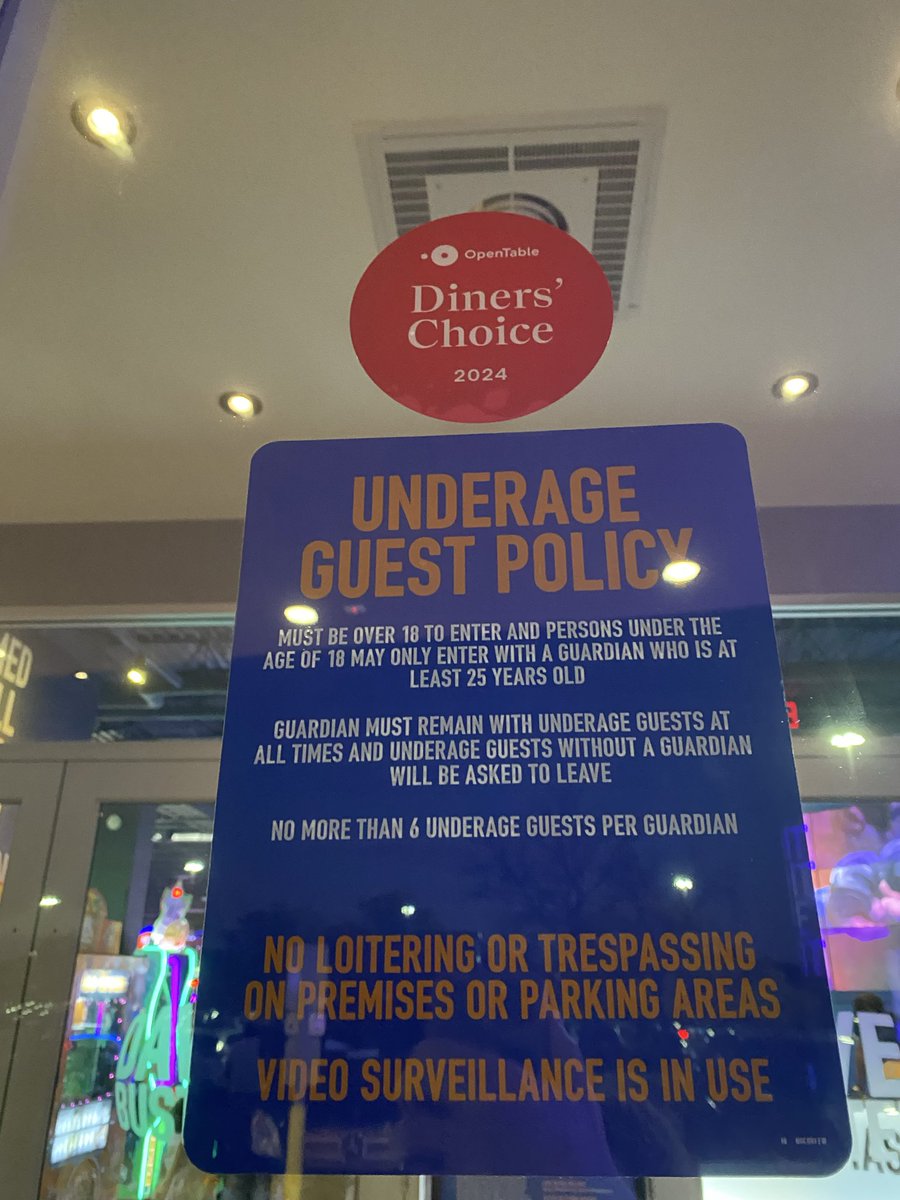 OpenTable
Diners'
Choice
2024
UNDERAGE
GUEST POLICY
MUST BE OVER 18 TO ENTER AND PERSONS UNDER THE
AGE OF 18 MAY ONLY ENTER WITH A GUARDIAN WHO IS AT
LEAST 25 YEARS OLD
GUARDIAN MUST REMAIN WITH UNDERAGE GUESTS AT
ALL TIMES AND UNDERAGE GUESTS WITHOUT A GUARDIAN
WILL BE ASKED TO LEAVE
NO MORE THAN 6 UNDERAGE GUESTS PER GUARDIAN
NO LOITERING OR TRESPASSING
ON PREMISES OR PARKING AREAS
VIDEO SURVEILLANCE IS IN USE